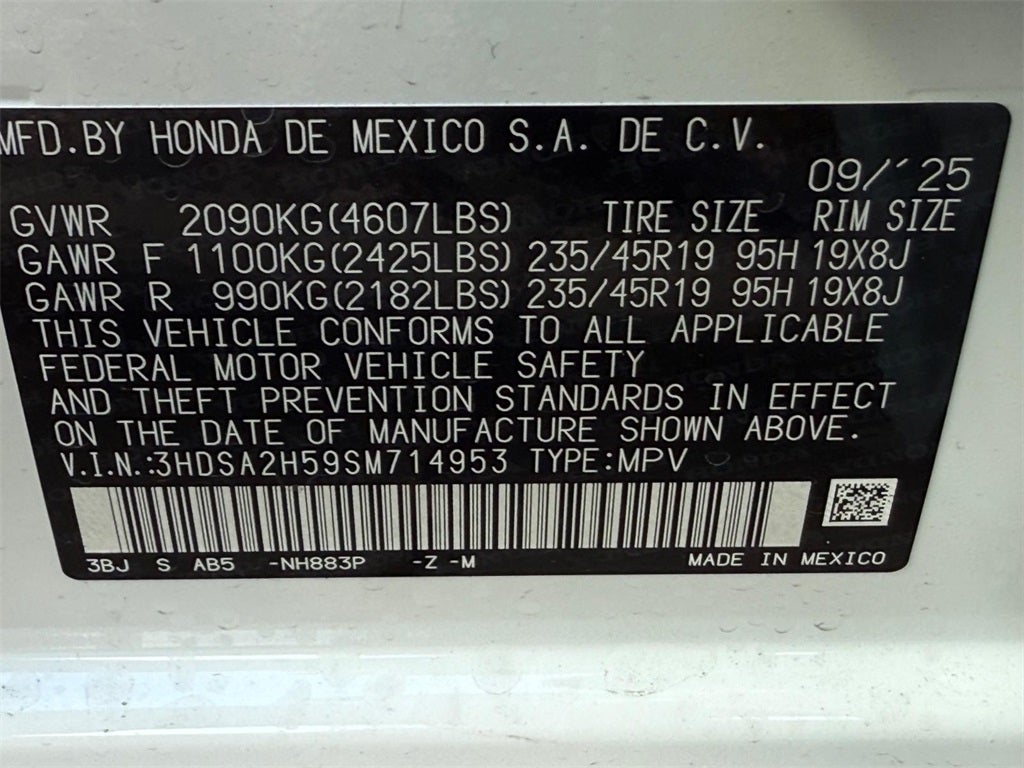 MFD.BY HONDA DE MEXICO S.A. DE C.V.
09/´25
GVWR 2090KG(4607LBS) TIRE SIZE RIM SIZE
GAWR F 1100KG(2425LBS) 235/45R19 95H 19X8J
GAWR R 990KG(2182LBS) 235/45R19 95H 19X8J
THIS VEHICLE CONFORMS TO ALL APPLICABLE
FEDERAL MOTOR VEHICLE SAFETY
AND THEFT PREVENTION STANDARDS IN EFFECT
ON THE DATE OF MANUFACTURE SHOWN ABOVE.
V.I.N.:3HDSA2H59SM714953 TYPE:MPV
3BJ S AB5 -NH883P -Z -M MADE IN MEXICO